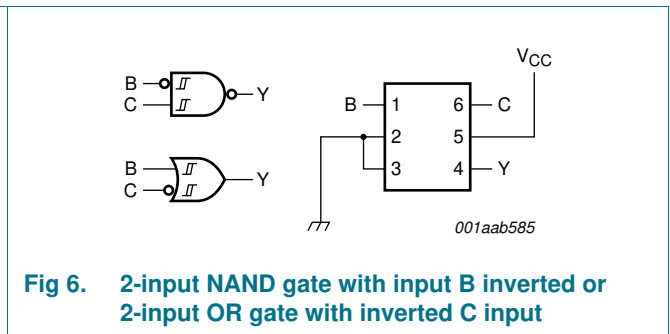 B
C
Y
B
C
Y
V_CC
B
1
6
C
2
5
3
4
Y
001aab585
Fig 6. 2-input NAND gate with input B inverted or
2-input OR gate with inverted C input